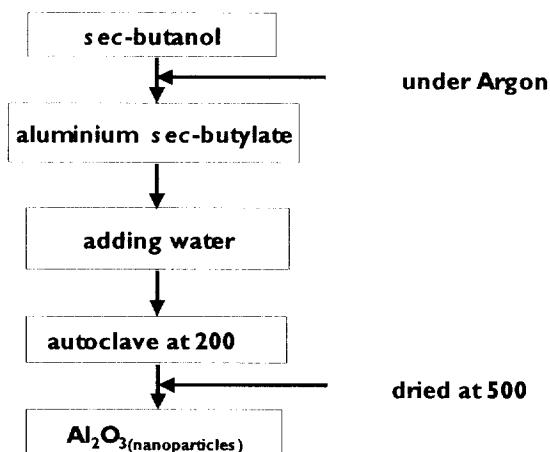 sec-butanol
under Argon
aluminium sec-butylate
adding water
autoclave at 200
dried at 500
Al₂O₃(nanoparticles)